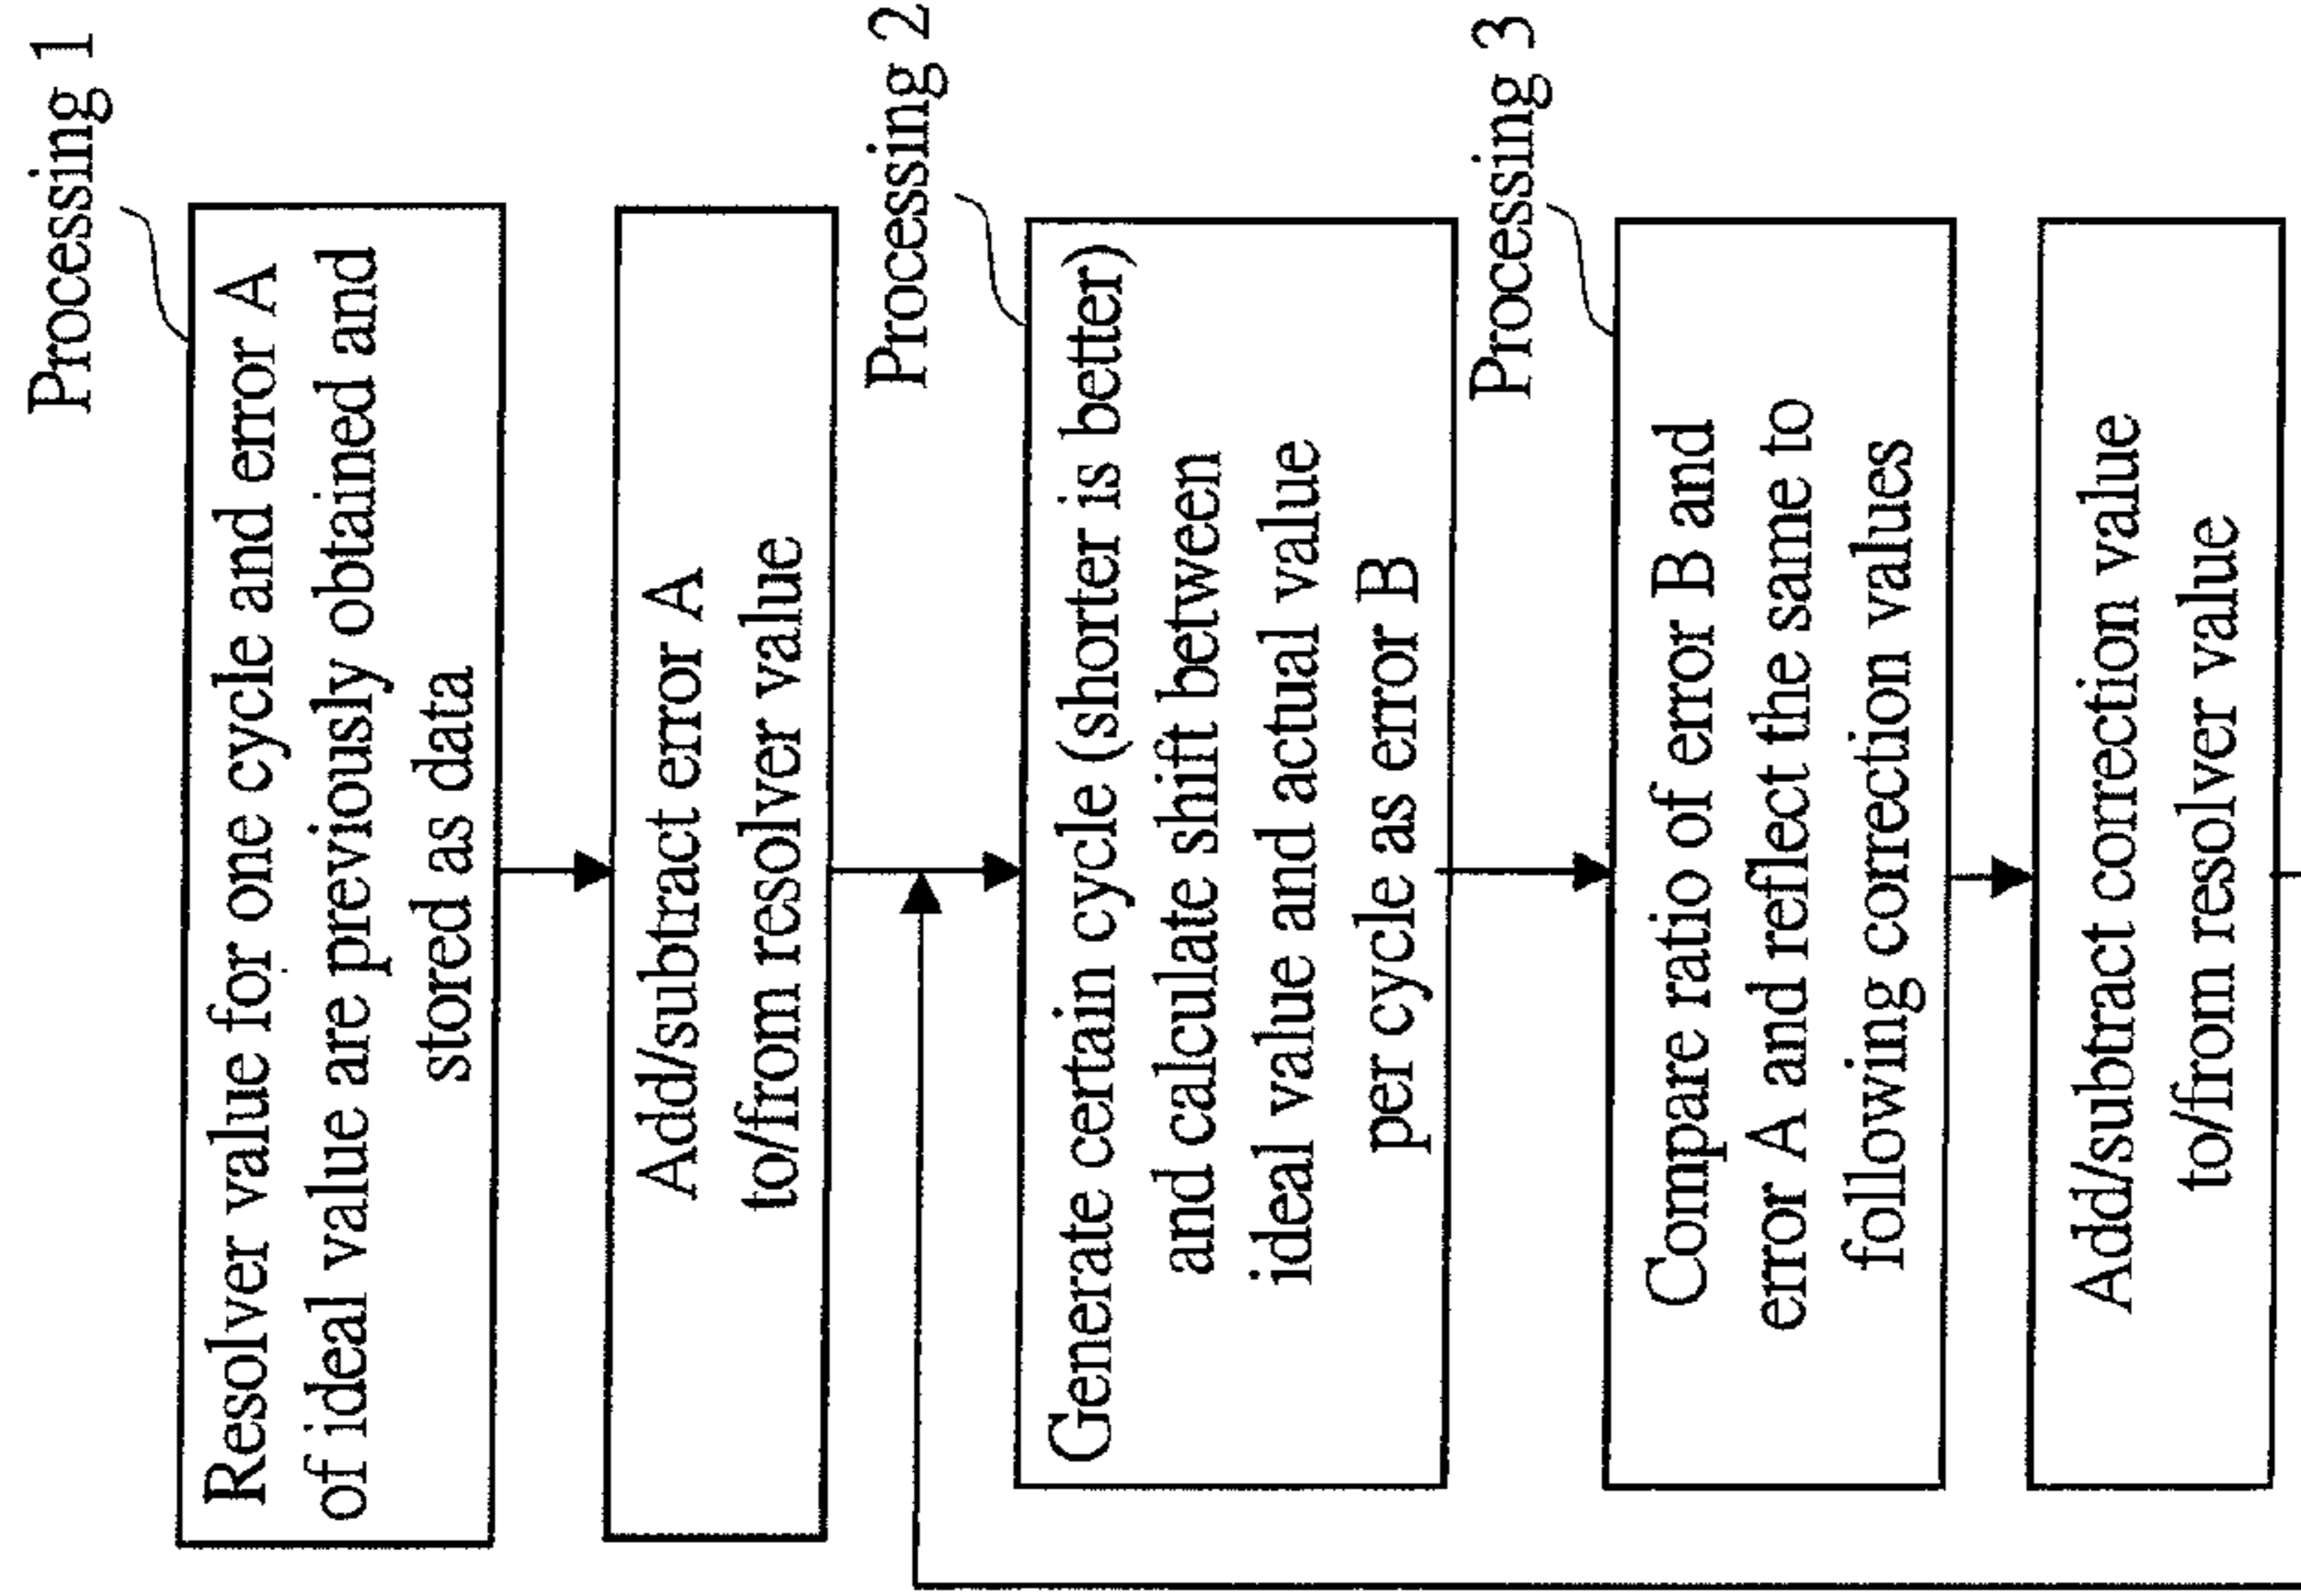 Processing 1
Resolver value for one cycle and error A
of ideal value are previously obtained and
stored as data
Add/subtract error A
to/from resolver value
Processing 2
Generate certain cycle (shorter is better)
and calculate shift between
ideal value and actual value
per cycle as error B
Processing 3
Compare ratio of error B and
error A and reflect the same to
following correction values
Add/subtract correction value
to/from resolver value